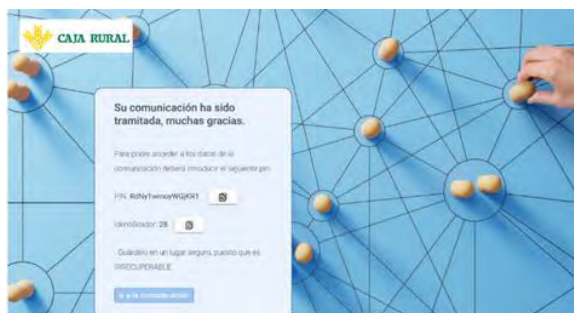 CAJA RURAL
Su comunicación ha sido
tramitada, muchas gracias.
Para poder acceder a los datos de la
comunicación deberá introducir el siguiente pin:
PIN:
Identificador: 28
Guárdelo en un lugar seguro, puesto que es
IRRECUPERABLE
Ir a la comunicación